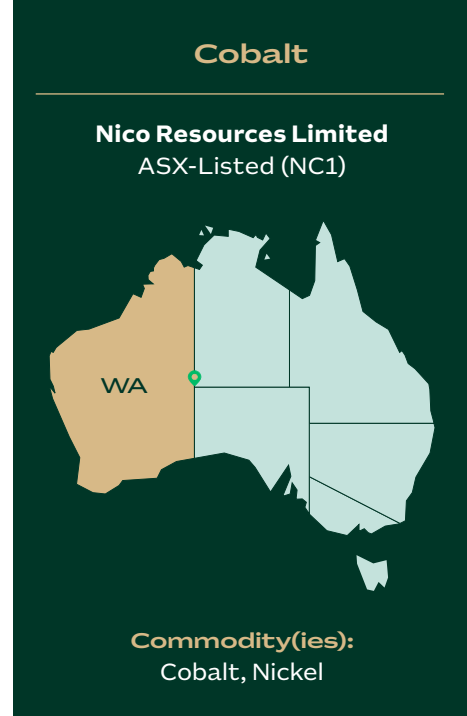 Cobalt
Nico Resources Limited
ASX-Listed (NC1)
WA
Commodity(ies):
Cobalt, Nickel